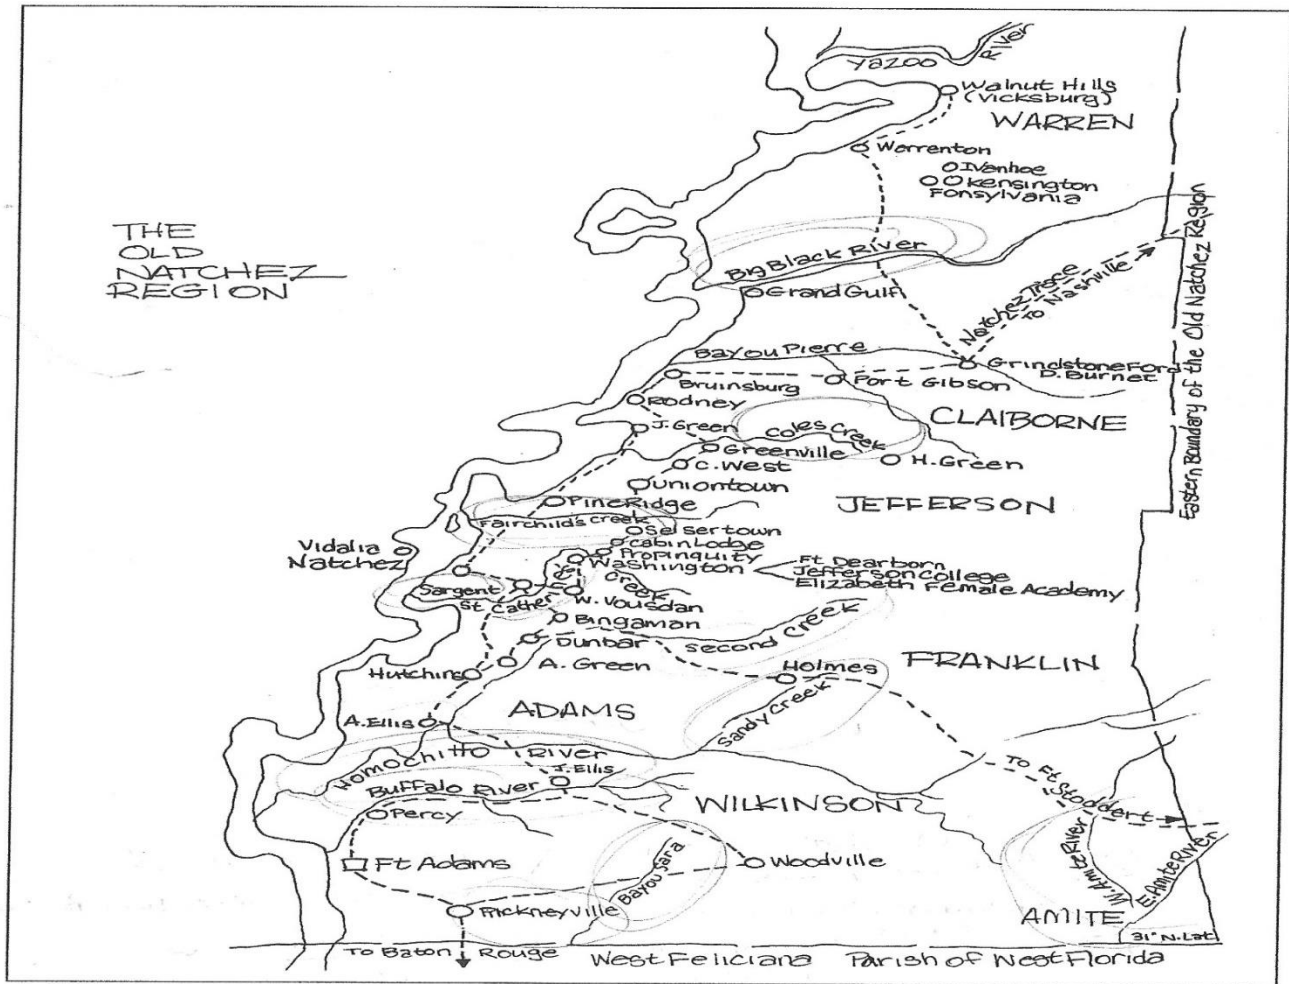 THE
OLD
NATCHEZ
REGION
Yazoo
River
Walnut Hills
(Vicksburg)
WARREN
Warrenton
Ivanhoe
Kensington
Fonsylvania
Big Black River
Grand Gulf
Natchez Trace
To Nashville
Eastern Boundary of the Old Natchez Region
Bayou Pierre
Grindstone Ford
D. Burnet
Bruinsburg
Port Gibson
Rodney
CLAIBORNE
J. Green
Coles Creek
Greenville
H. Green
C. West
Uniontown
JEFFERSON
Pine Ridge
Fairchild's Creek
Selsertown
Cabin Lodge
Propinquity
Washington
Ft Dearborn
Jefferson College
Elizabeth Female Academy
Vidalia
Natchez
Sargent
St Cather
Creek
W. Vousdan
Bingaman
Dunbar
Second Creek
A. Green
Hutchins
Holmes
FRANKLIN
Sandy Creek
A. Ellis
ADAMS
Homochitto River
J. Ellis
Buffalo River
To Ft Stoddert
WILKINSON
Percy
W. Amite River
E. Amite River
Ft Adams
Woodville
Bayou Sara
Pickneyville
AMITE
31° N. Lat.
To Baton Rouge
West Feliciana Parish of West Florida